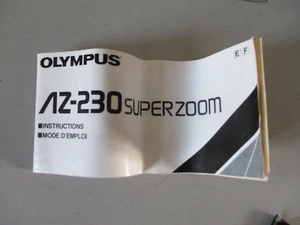 OLYMPUS
E F
AZ-230 SUPERZOOM
■INSTRUCTIONS
■MODE D'EMPLOI